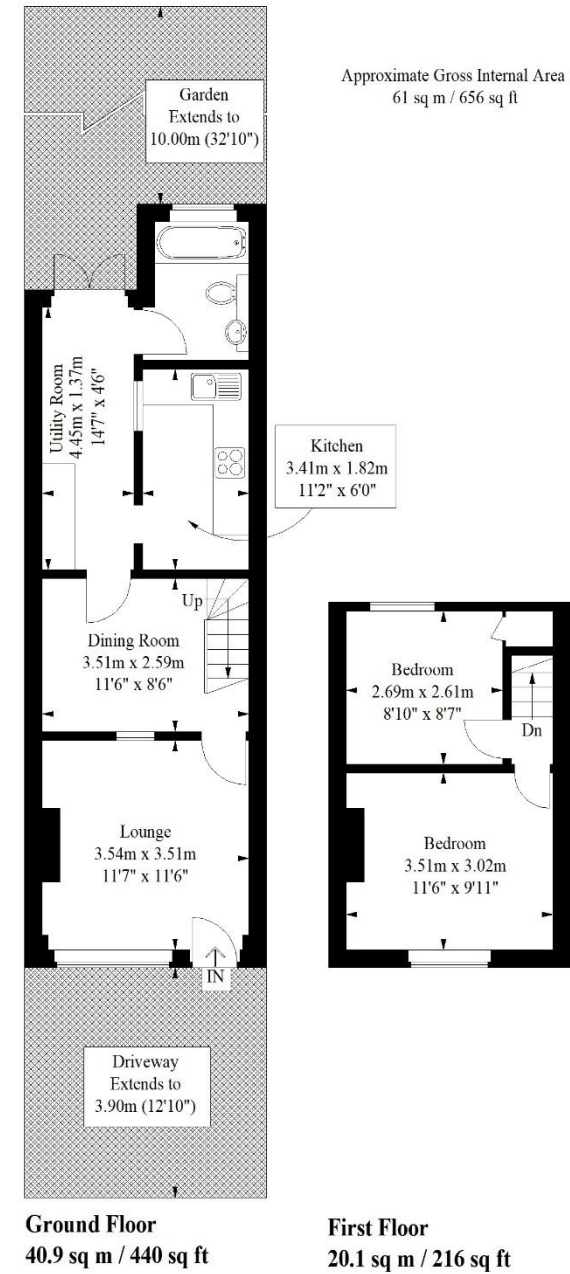 Approximate Gross Internal Area
61 sq m / 656 sq ft
Garden
Extends to
10.00m (32'10")
Utility Room
4.45m x 1.37m
14'7" x 4'6"
Kitchen
3.41m x 1.82m
11'2" x 6'0"
Up
Dining Room
3.51m x 2.59m
11'6" x 8'6"
Lounge
3.54m x 3.51m
11'7" x 11'6"
IN
Driveway
Extends to
3.90m (12'10")
Bedroom
2.69m x 2.61m
8'10" x 8'7"
Dn
Bedroom
3.51m x 3.02m
11'6" x 9'11"
Ground Floor
40.9 sq m / 440 sq ft
First Floor
20.1 sq m / 216 sq ft